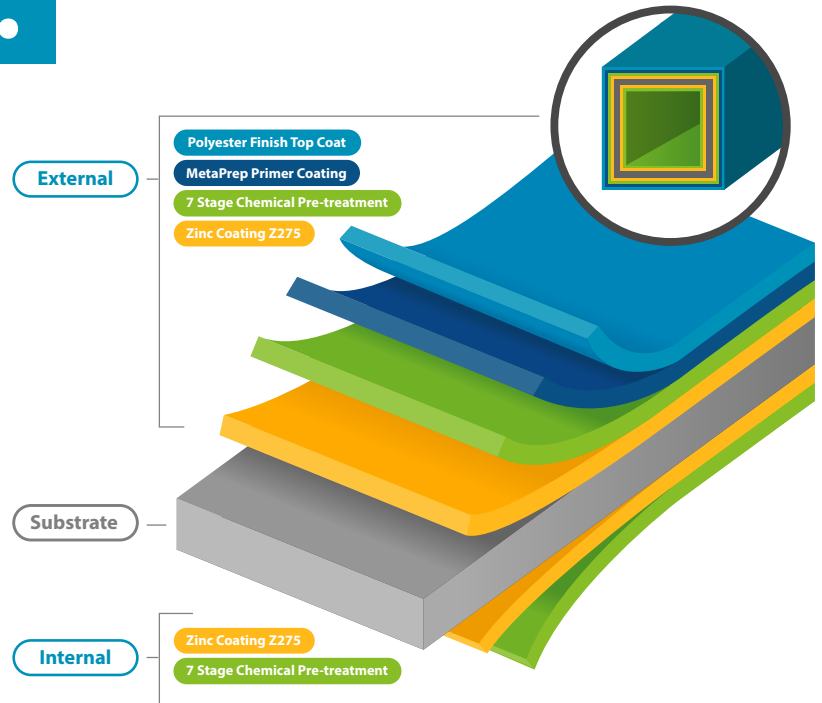 External
Polyester Finish Top Coat
MetaPrep Primer Coating
7 Stage Chemical Pre-treatment
Zinc Coating Z275
Substrate
Internal
Zinc Coating Z275
7 Stage Chemical Pre-treatment